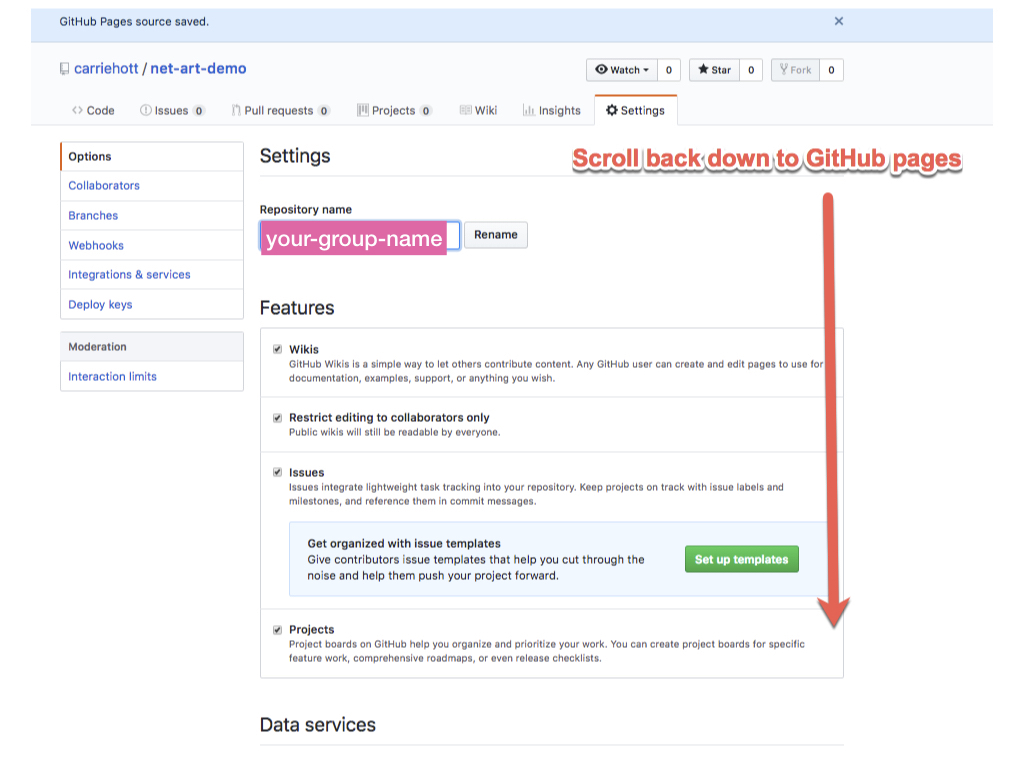 GitHub Pages source saved.
carriehott / net-art-demo
Watch 0 Star 0 Fork 0
Code Issues 0 Pull requests 0 Projects 0 Wiki Insights Settings
Options
Collaborators
Branches
Webhooks
Integrations & services
Deploy keys
Moderation
Interaction limits
Settings
Scroll back down to GitHub pages
Repository name
your-group-name Rename
Features
Wikis
GitHub Wikis is a simple way to let others contribute content. Any GitHub user can create and edit pages to use for
documentation, examples, support, or anything you wish.
Restrict editing to collaborators only
Public wikis will still be readable by everyone.
Issues
Issues integrate lightweight task tracking into your repository. Keep projects on track with issue labels and
milestones, and reference them in commit messages.
Get organized with issue templates
Give contributors issue templates that help you cut through the
noise and help them push your project forward.
Set up templates
Projects
Project boards on GitHub help you organize and prioritize your work. You can create project boards for specific
feature work, comprehensive roadmaps, or even release checklists.
Data services